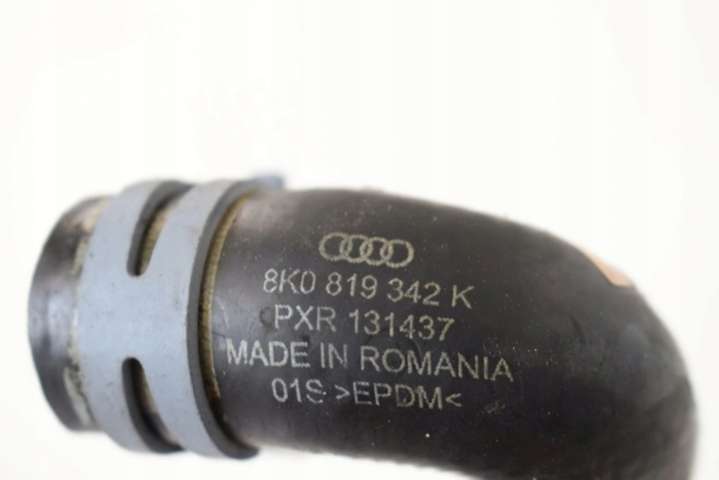 8K0 819 342 K
PXR 131437
MADE IN ROMANIA
01S >EPDM<